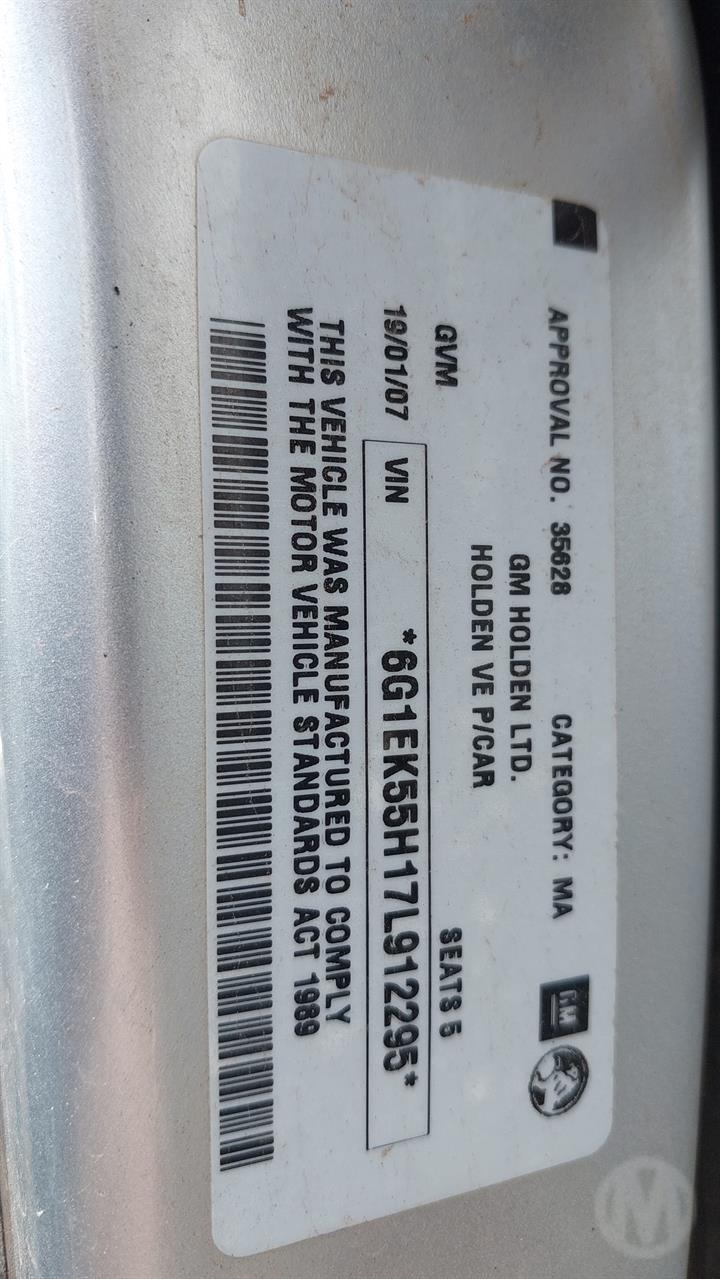 APPROVAL NO. 35628 CATEGORY: MA
GM
GM HOLDEN LTD.
HOLDEN VE P/CAR
GVM SEATS 5
19/01/07 VIN *6G1EK55H17L912295*
THIS VEHICLE WAS MANUFACTURED TO COMPLY
WITH THE MOTOR VEHICLE STANDARDS ACT 1989
M